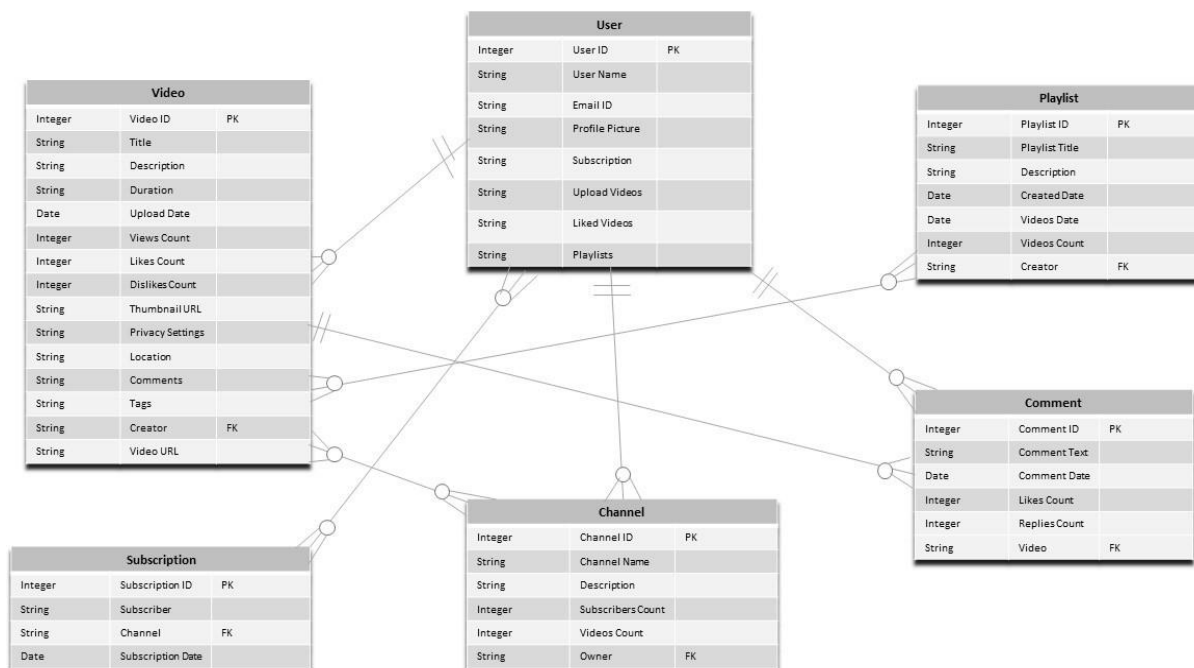 User
Integer User ID PK
String User Name
String Email ID
String Profile Picture
String Subscription
String Upload Videos
String Liked Videos
String Playlists
Video
Integer Video ID PK
String Title
String Description
String Duration
Date Upload Date
Integer Views Count
Integer Likes Count
Integer Dislikes Count
String Thumbnail URL
String Privacy Settings
String Location
String Comments
String Tags
String Creator FK
String Video URL
Playlist
Integer Playlist ID PK
String Playlist Title
String Description
Date Created Date
Date Videos Date
Integer Videos Count
String Creator FK
Comment
Integer Comment ID PK
String Comment Text
Date Comment Date
Integer Likes Count
Integer Replies Count
String Video FK
Channel
Integer Channel ID PK
String Channel Name
String Description
Integer Subscribers Count
Integer Videos Count
String Owner FK
Subscription
Integer Subscription ID PK
String Subscriber
String Channel FK
Date Subscription Date